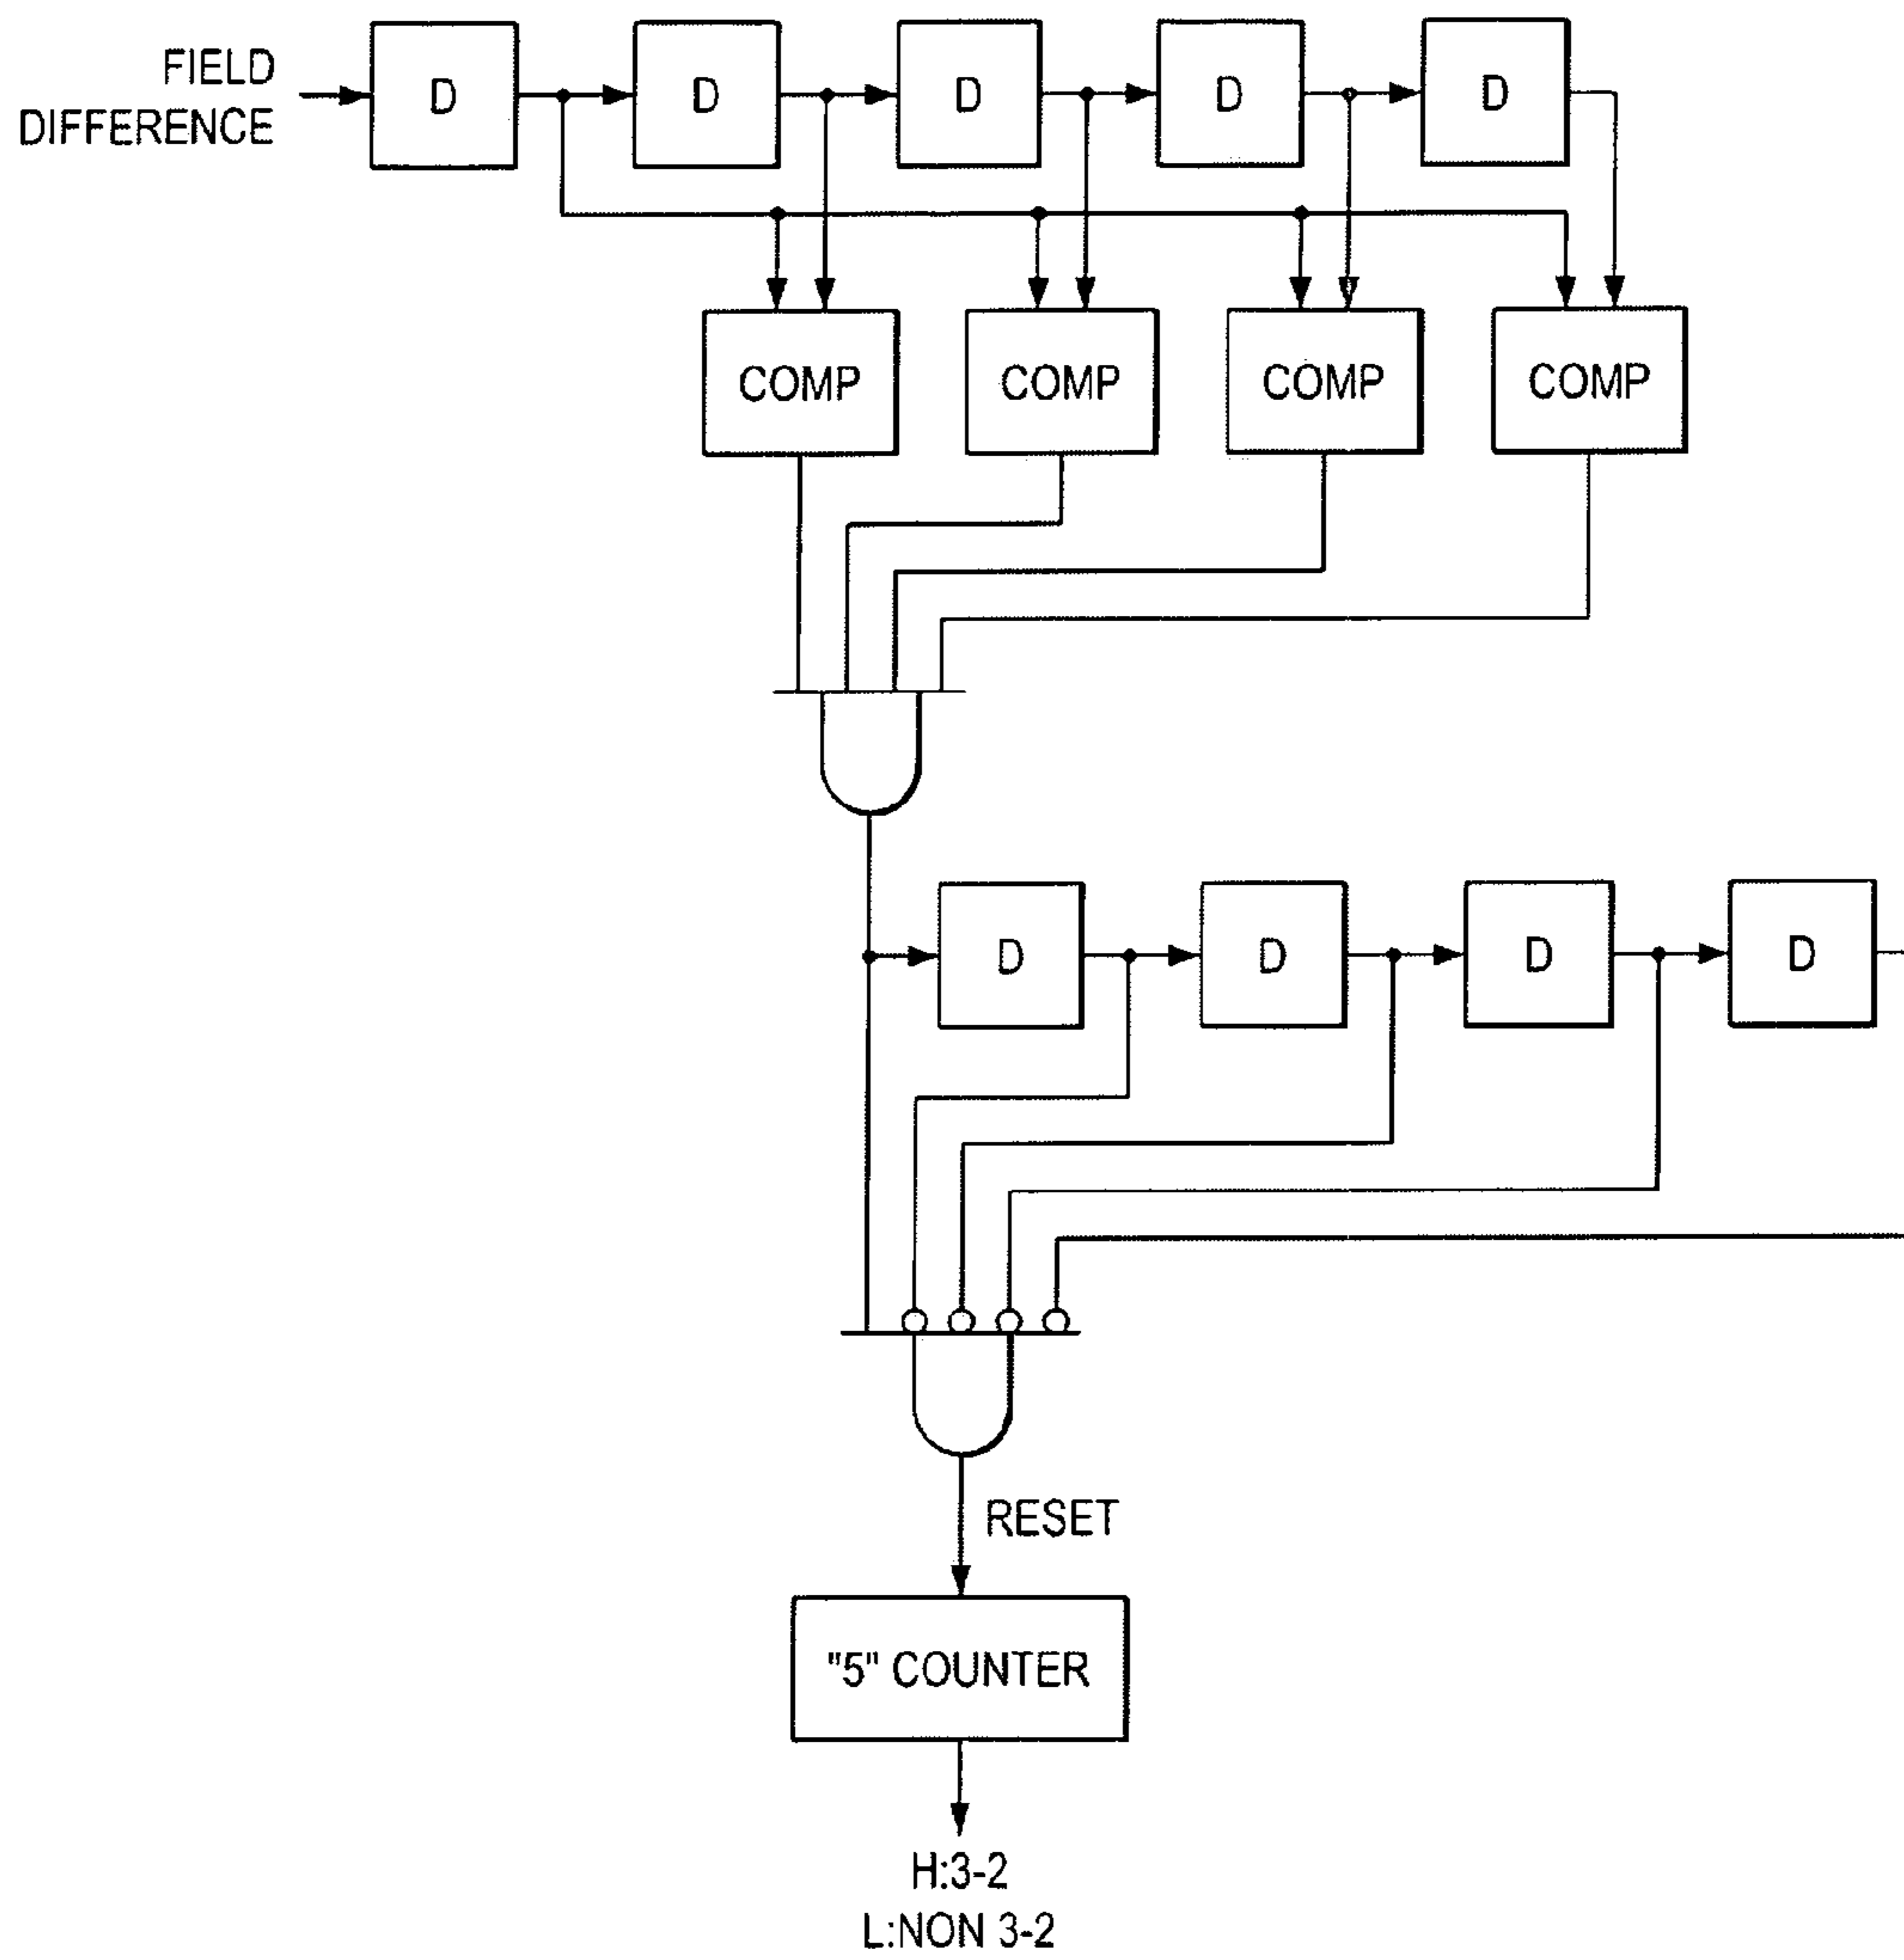 FIELD
DIFFERENCE
D
D
D
D
D
COMP
COMP
COMP
COMP
D
D
D
D
RESET
"5" COUNTER
H:3-2
L:NON 3-2